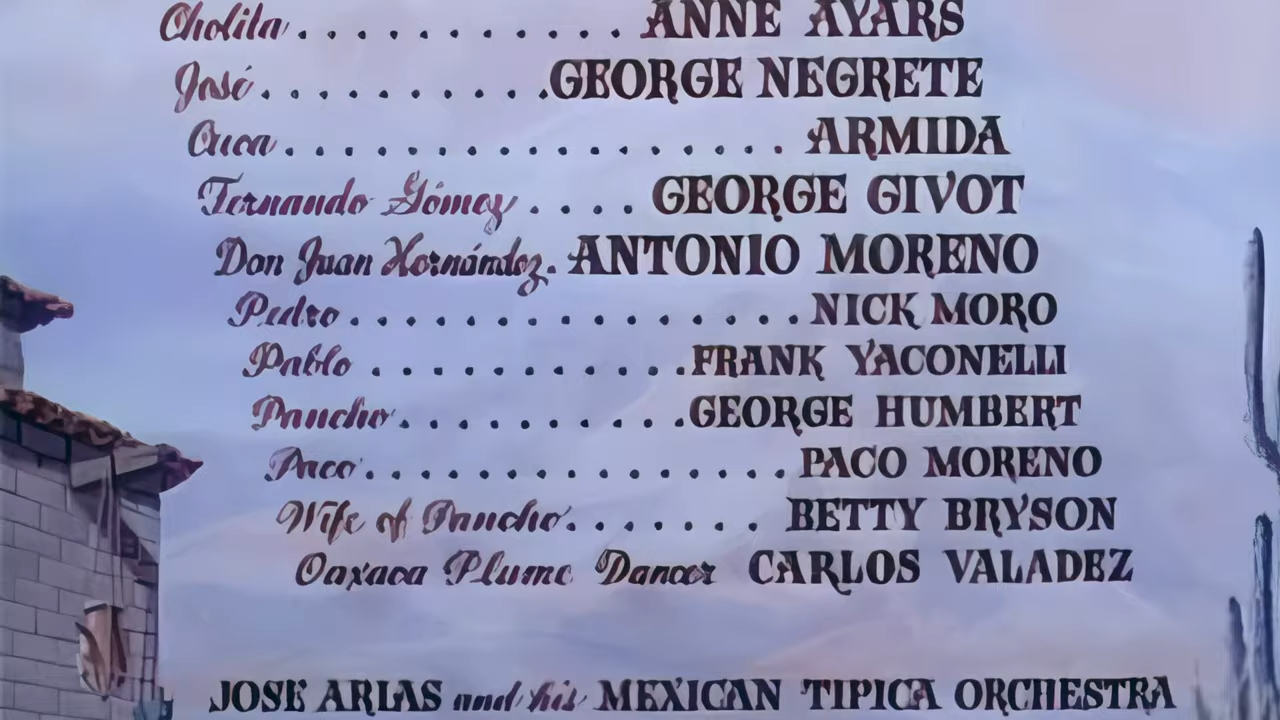 Cholita . . . . . . . . . . . ANNE AYARS
José . . . . . . . . . . GEORGE NEGRETE
Cuca . . . . . . . . . . . . . . . . . ARMIDA
Fernando Gómez . . . . GEORGE GIVOT
Don Juan Hernández . ANTONIO MORENO
Pedro . . . . . . . . . . . . . . . . NICK MORO
Pablo . . . . . . . . . . . . FRANK YACONELLI
Pancho . . . . . . . . . . GEORGE HUMBERT
Paco . . . . . . . . . . . . . . . PACO MORENO
Wife of Pancho . . . . . . . BETTY BRYSON
Oaxaca Plume Dancer CARLOS VALADEZ
JOSE ARIAS and his MEXICAN TIPICA ORCHESTRA